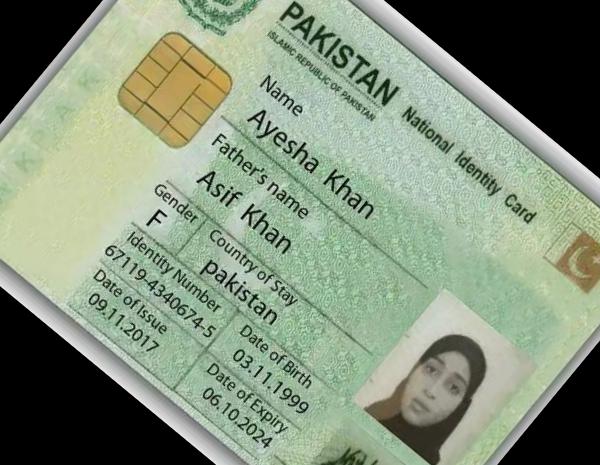 PAKISTAN National Identity Card
ISLAMIC REPUBLIC OF PAKISTAN
Name
Ayesha Khan
Father's name
Asif Khan
Gender Country of Stay
F pakistan
Identity Number Date of Birth
67119-4340674-5 03.11.1999
Date of Issue Date of Expiry
09.11.2017 06.10.2024